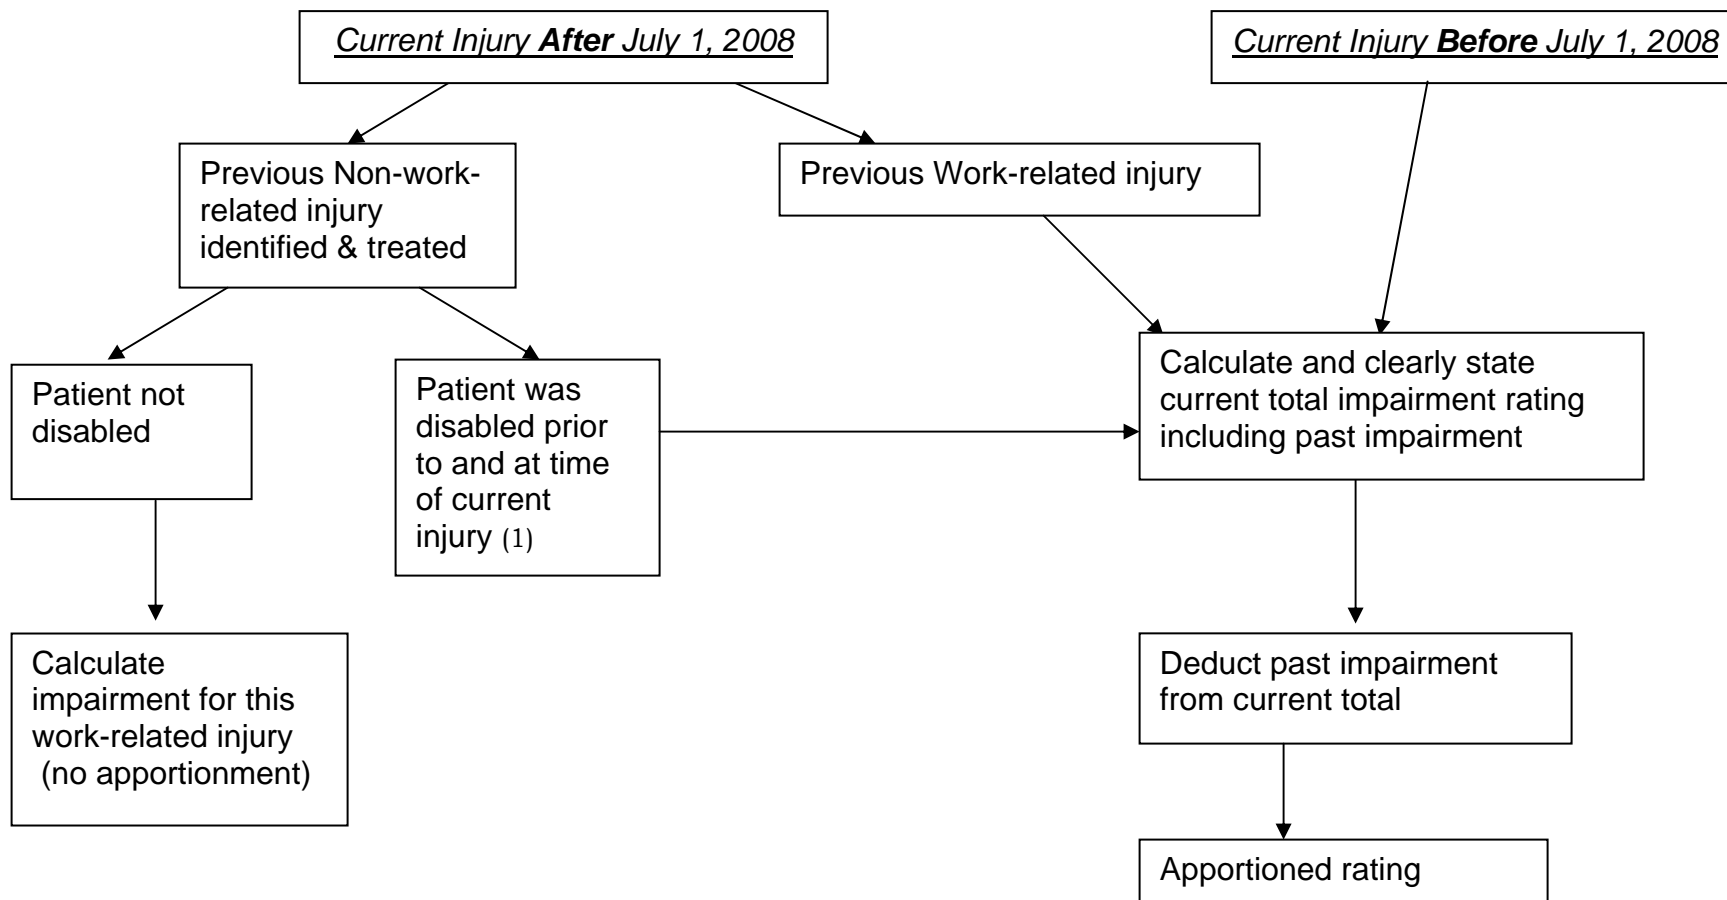 Current Injury After July 1, 2008
Current Injury Before July 1, 2008
Previous Non-work-
related injury
identified & treated
Previous Work-related injury
Patient not
disabled
Patient was
disabled prior
to and at time
of current
injury (1)
Calculate and clearly state
current total impairment rating
including past impairment
Calculate
impairment for this
work-related injury
(no apportionment)
Deduct past impairment
from current total
Apportioned rating